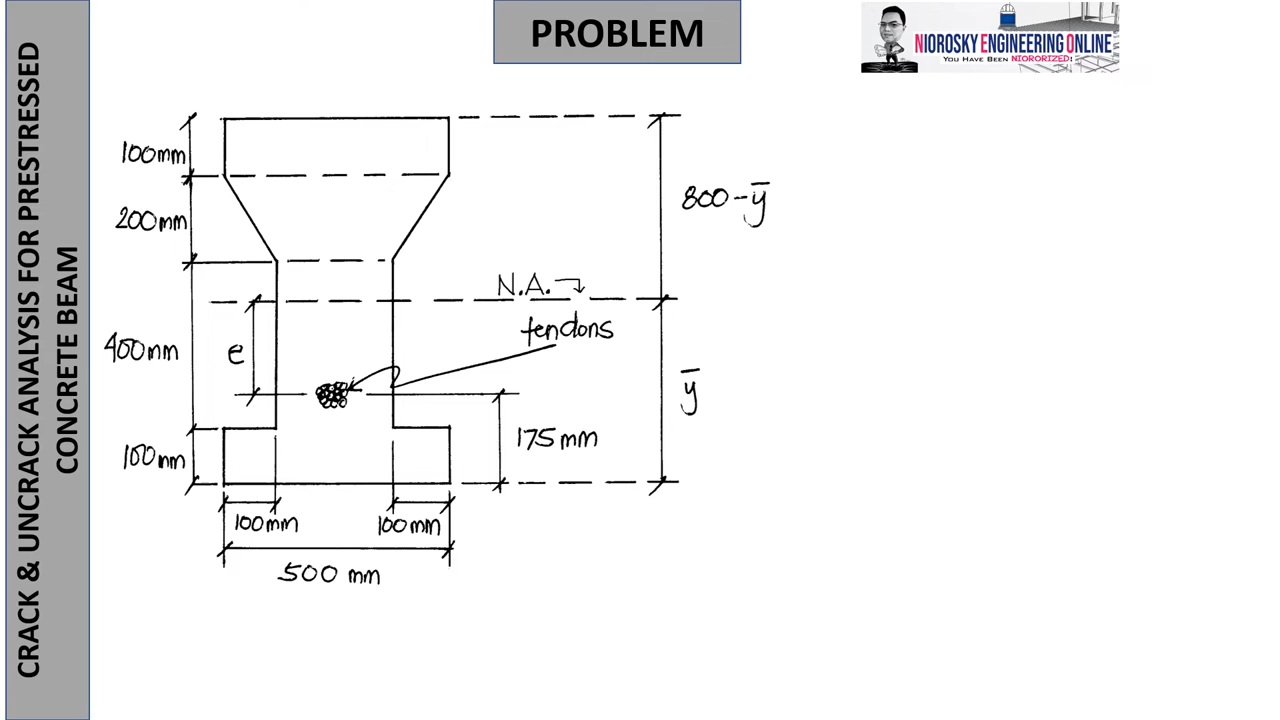 CRACK & UNCRACK ANALYSIS FOR PRESTRESSED
CONCRETE BEAM
PROBLEM
NIOROSKY ENGINEERING ONLINE
YOU HAVE BEEN NIORORIZED!
100mm
200mm
400mm
100mm
e
N.A.
tendons
800-y̅
y̅
175mm
100mm
100mm
500 mm